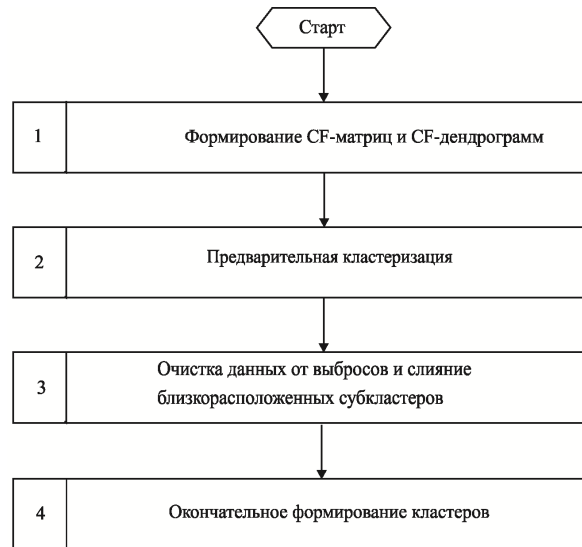 Старт
1
Формирование CF-матриц и CF-дендрограмм
2
Предварительная кластеризация
3
Очистка данных от выбросов и слияние
близкорасположенных субкластеров
4
Окончательное формирование кластеров